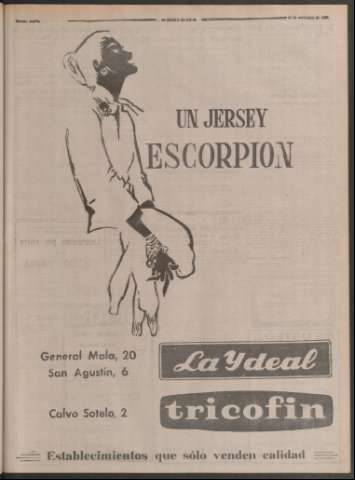 UN JERSEY
ESCORPION
General Mola, 20
San Agustín, 6
La Ydeal
Calvo Sotelo, 2
tricofin
Establecimientos que sólo venden calidad